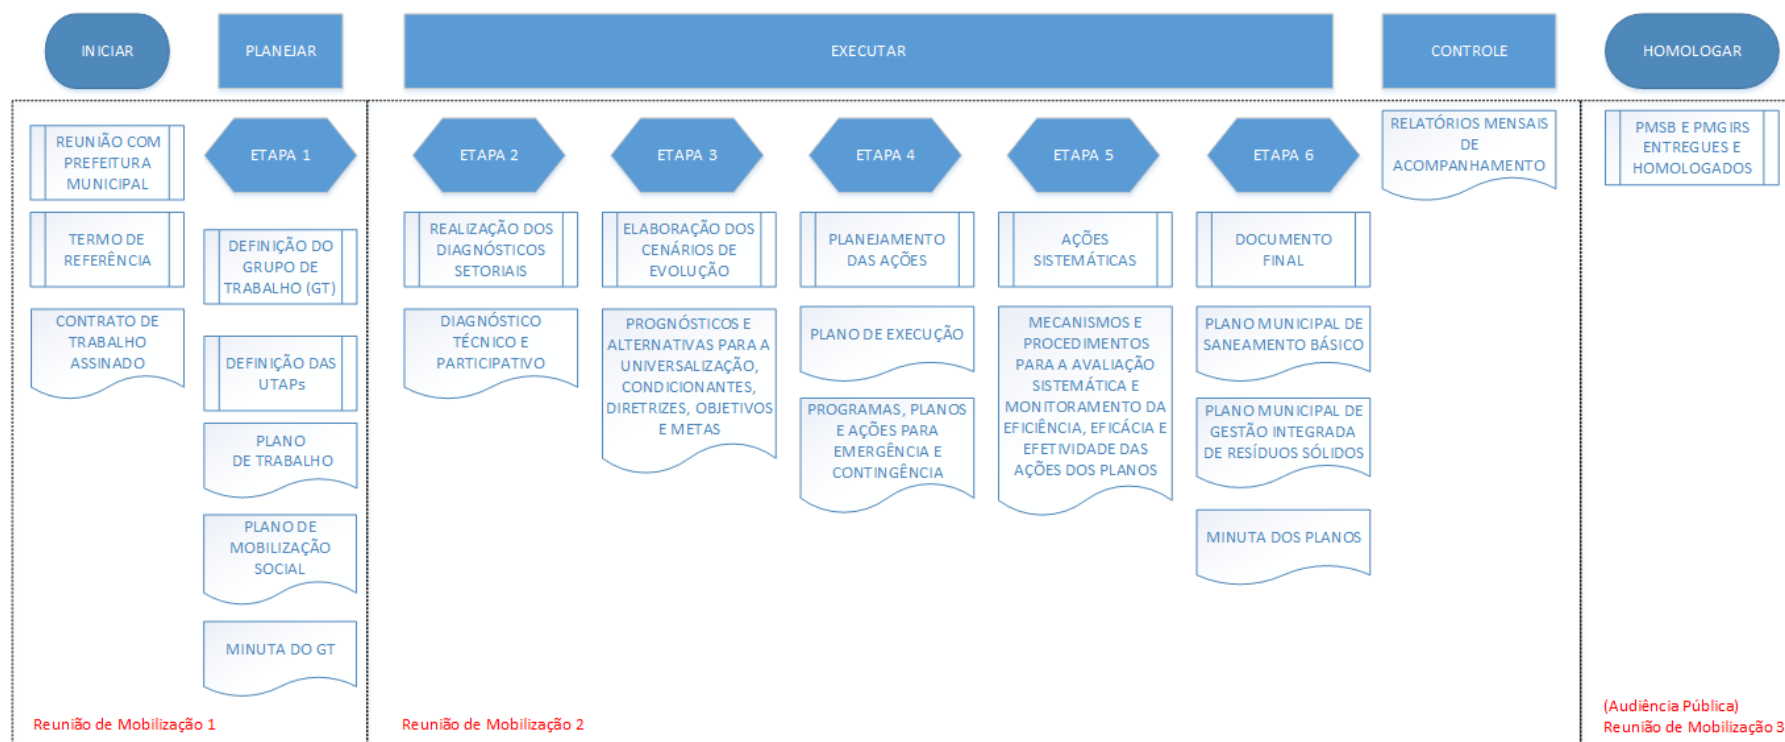 INICIAR
PLANEJAR
EXECUTAR
CONTROLE
HOMOLOGAR
REUNIÃO COM
PREFEITURA
MUNICIPAL
TERMO DE
REFERÊNCIA
CONTRATO DE
TRABALHO
ASSINADO
ETAPA 1
DEFINIÇÃO DO
GRUPO DE
TRABALHO (GT)
DEFINIÇÃO DAS
UTAPs
PLANO
DE TRABALHO
PLANO DE
MOBILIZAÇÃO
SOCIAL
MINUTA DO GT
Reunião de Mobilização 1
ETAPA 2
REALIZAÇÃO DOS
DIAGNÓSTICOS
SETORIAIS
DIAGNÓSTICO
TÉCNICO E
PARTICIPATIVO
ETAPA 3
ELABORAÇÃO DOS
CENÁRIOS DE
EVOLUÇÃO
PROGNÓSTICOS E
ALTERNATIVAS PARA A
UNIVERSALIZAÇÃO,
CONDICIONANTES,
DIRETRIZES, OBJETIVOS
E METAS
ETAPA 4
PLANEJAMENTO
DAS AÇÕES
PLANO DE EXECUÇÃO
PROGRAMAS, PLANOS
E AÇÕES PARA
EMERGÊNCIA E
CONTINGÊNCIA
ETAPA 5
AÇÕES
SISTEMÁTICAS
MECANISMOS E
PROCEDIMENTOS
PARA A AVALIAÇÃO
SISTEMÁTICA E
MONITORAMENTO DA
EFICIÊNCIA, EFICÁCIA E
EFETIVIDADE DAS
AÇÕES DOS PLANOS
ETAPA 6
DOCUMENTO
FINAL
PLANO MUNICIPAL DE
SANEAMENTO BÁSICO
PLANO MUNICIPAL DE
GESTÃO INTEGRADA
DE RESÍDUOS SÓLIDOS
MINUTA DOS PLANOS
RELATÓRIOS MENSAIS
DE
ACOMPANHAMENTO
Reunião de Mobilização 2
PMSB E PMGIRS
ENTREGUES E
HOMOLOGADOS
(Audiência Pública)
Reunião de Mobilização 3